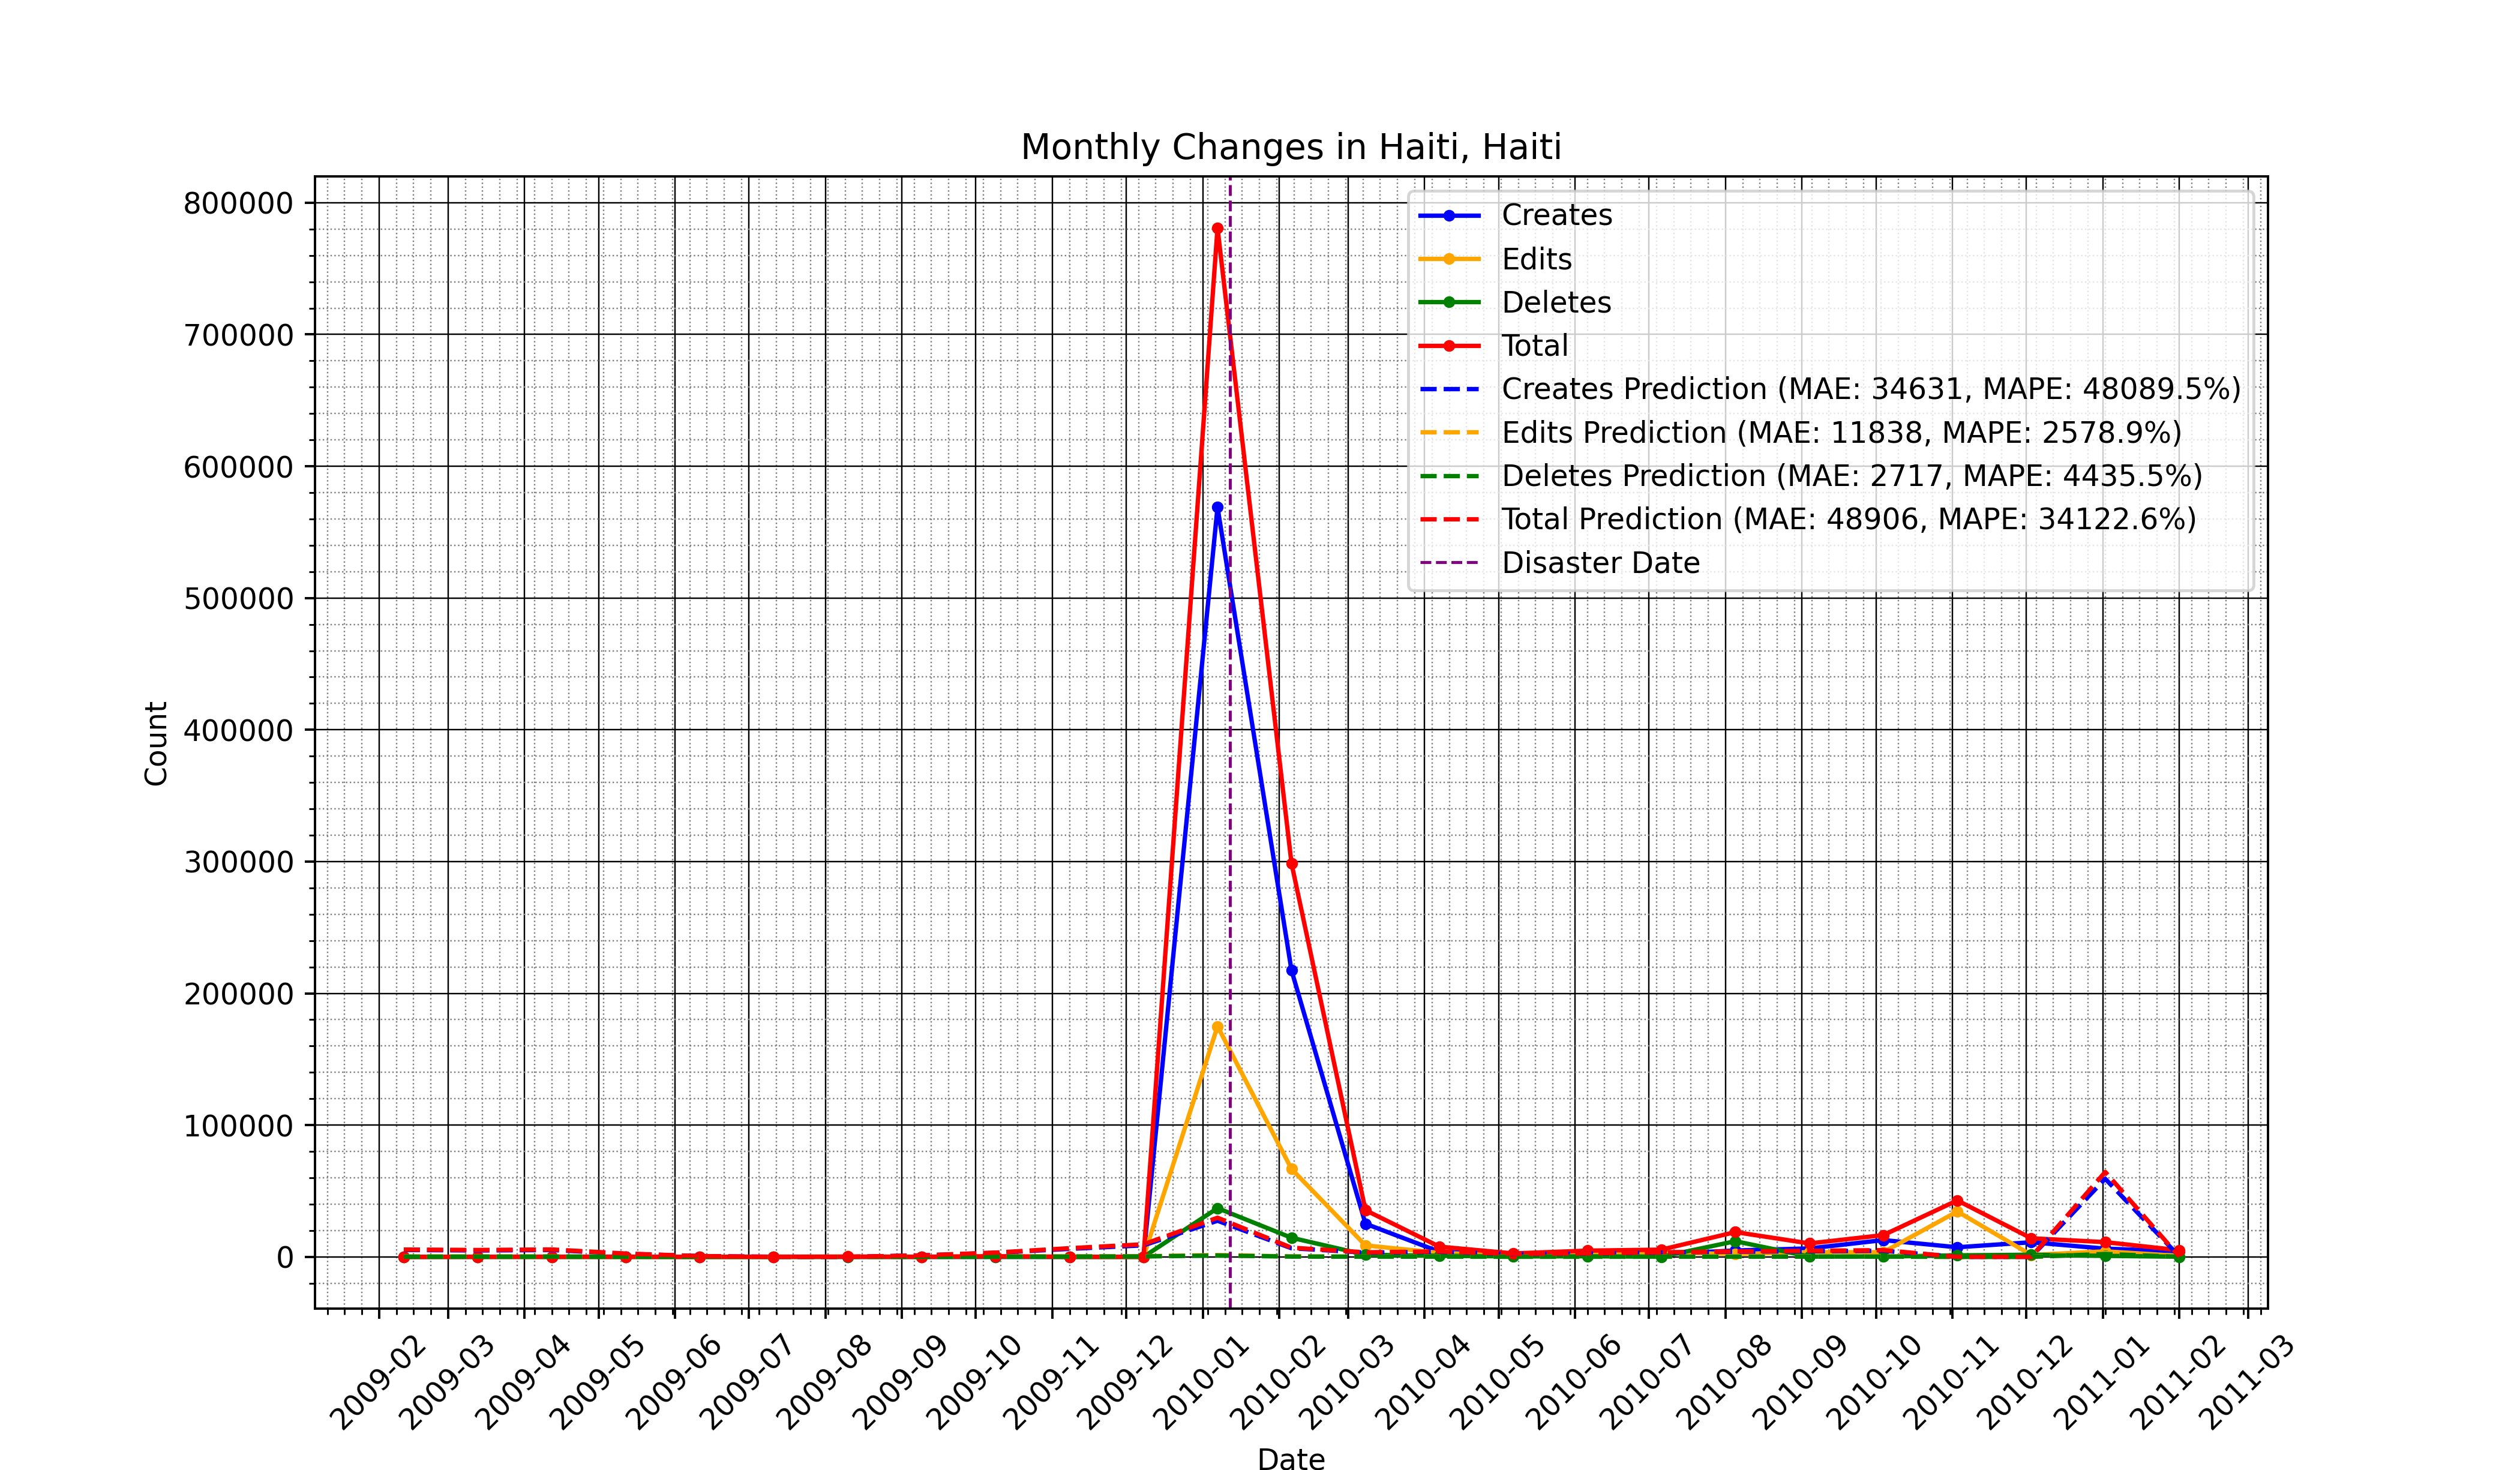 Monthly Changes in Haiti, Haiti
800000
700000
600000
500000
400000
300000
200000
100000
0
Count
Creates
Edits
Deletes
Total
Creates Prediction (MAE: 34631, MAPE: 48089.5%)
Edits Prediction (MAE: 11838, MAPE: 2578.9%)
Deletes Prediction (MAE: 2717, MAPE: 4435.5%)
Total Prediction (MAE: 48906, MAPE: 34122.6%)
Disaster Date
2009-02
2009-03
2009-04
2009-05
2009-06
2009-07
2009-08
2009-09
2009-10
2009-11
2009-12
2010-01
2010-02
2010-03
2010-04
2010-05
2010-06
2010-07
2010-08
2010-09
2010-10
2010-11
2010-12
2011-01
2011-02
2011-03
Date